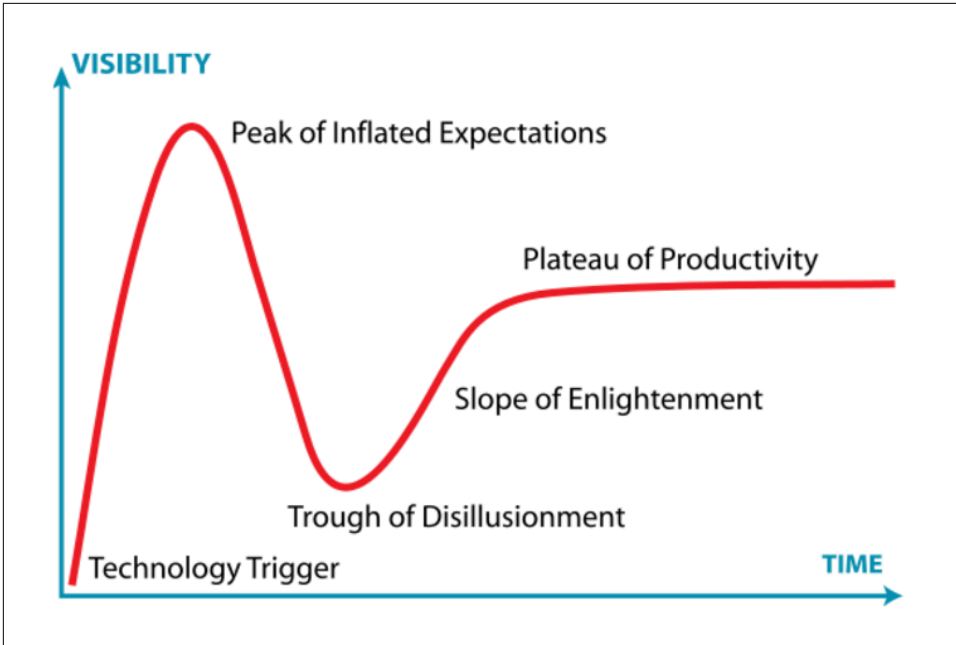 VISIBILITY
Peak of Inflated Expectations
Plateau of Productivity
Slope of Enlightenment
Trough of Disillusionment
Technology Trigger
TIME